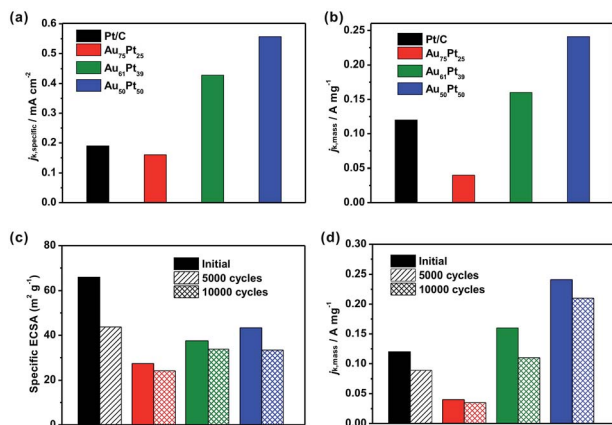 (a)
0.6
0.5
0.4
0.3
0.2
0.1
0.0
j k,specific / mA cm⁻²
Pt/C
Au₇₅Pt₂₅
Au₆₁Pt₃₉
Au₅₀Pt₅₀
(b)
0.25
0.20
0.15
0.10
0.05
0.00
j k,mass / A mg⁻¹
Pt/C
Au₇₅Pt₂₅
Au₆₁Pt₃₉
Au₅₀Pt₅₀
(c)
80
60
40
20
0
Specific ECSA (m² g⁻¹)
Initial
5000 cycles
10000 cycles
(d)
0.30
0.25
0.20
0.15
0.10
0.05
0.00
j k,mass / A mg⁻¹
Initial
5000 cycles
10000 cycles